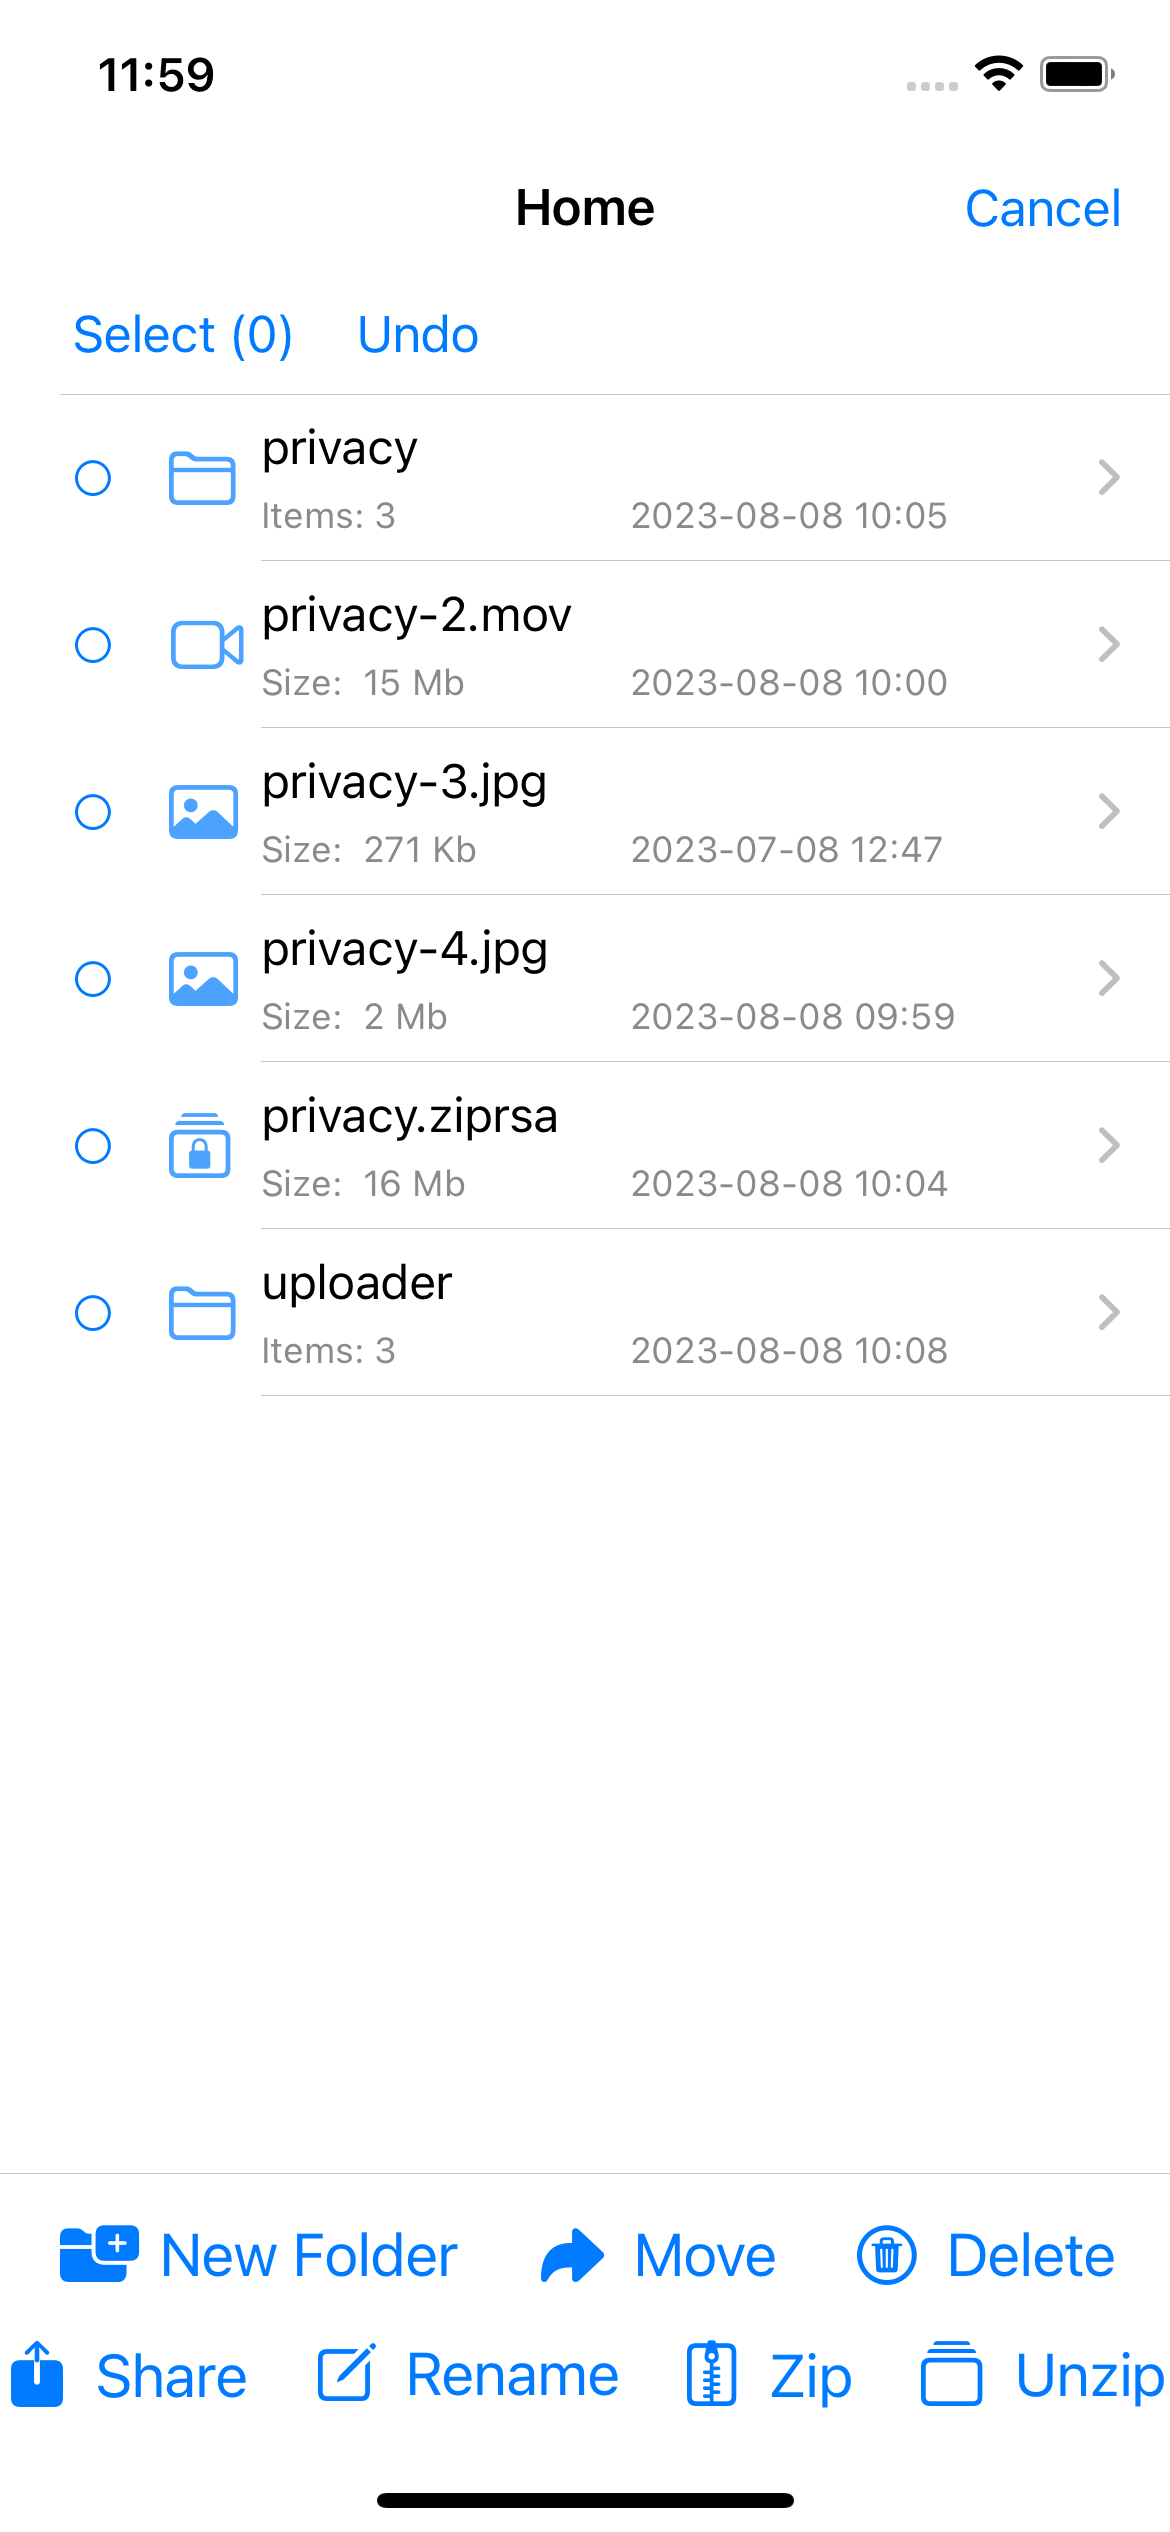 11:59
Home
Cancel
Select (0)
Undo
privacy
Items: 3
2023-08-08 10:05
privacy-2.mov
Size: 15 Mb
2023-08-08 10:00
privacy-3.jpg
Size: 271 Kb
2023-07-08 12:47
privacy-4.jpg
Size: 2 Mb
2023-08-08 09:59
privacy.ziprsa
Size: 16 Mb
2023-08-08 10:04
uploader
Items: 3
2023-08-08 10:08
New Folder
Move
Delete
Share
Rename
Zip
Unzip